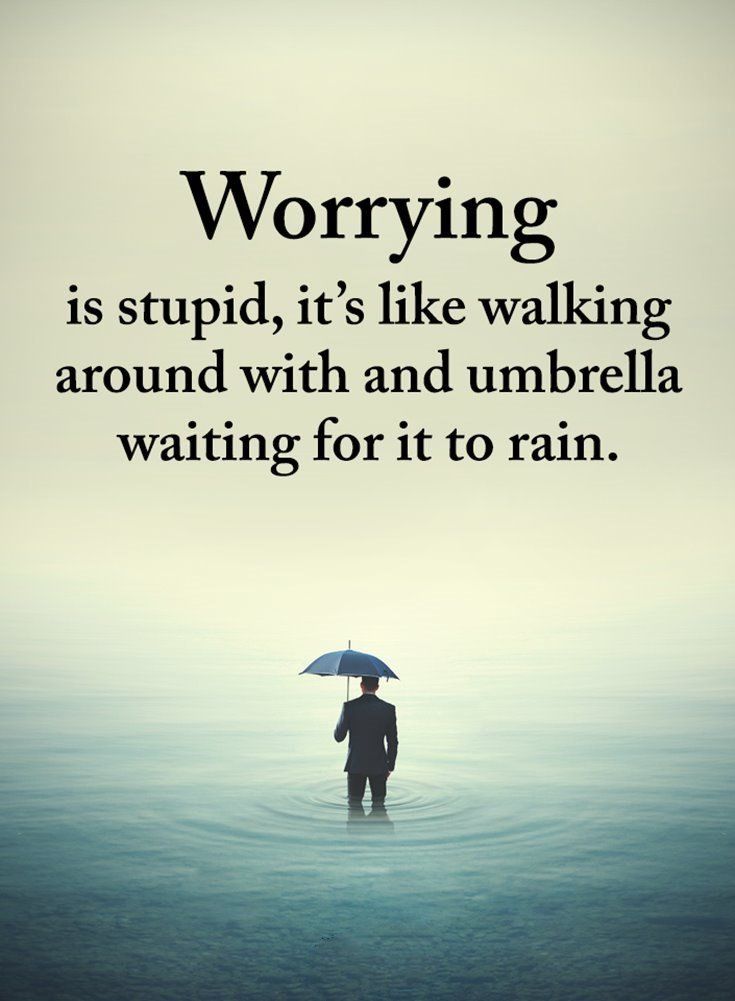 Worrying
is stupid, it's like walking
around with and umbrella
waiting for it to rain.